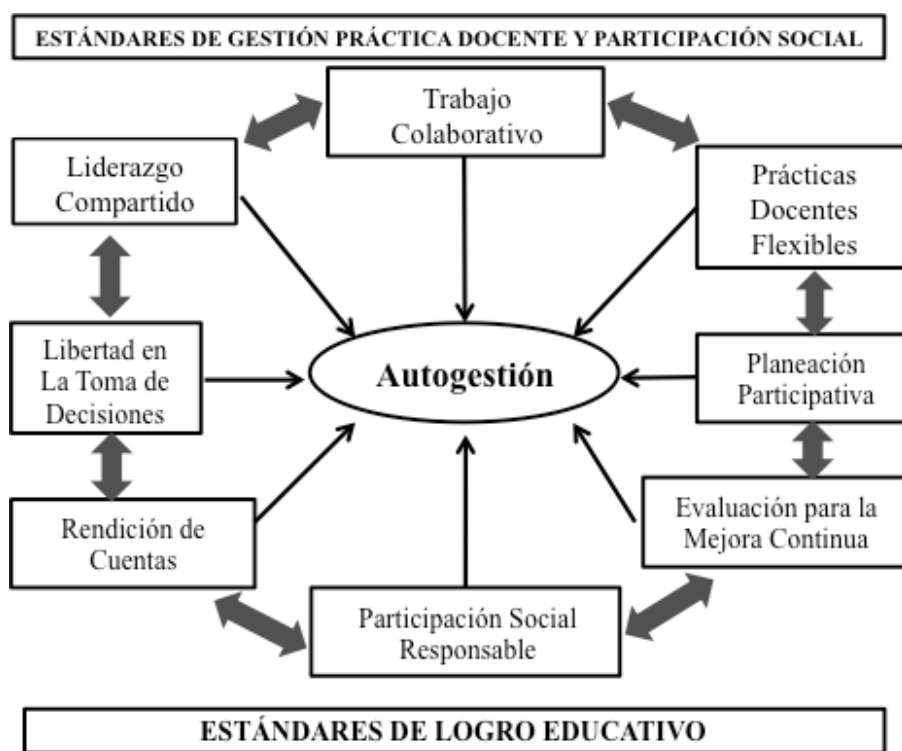 ESTÁNDARES DE GESTIÓN PRÁCTICA DOCENTE Y PARTICIPACIÓN SOCIAL
Trabajo
Colaborativo
Liderazgo
Compartido
Prácticas
Docentes
Flexibles
Libertad en
La Toma de
Decisiones
Autogestión
Planeación
Participativa
Rendición de
Cuentas
Evaluación para la
Mejora Continua
Participación Social
Responsable
ESTÁNDARES DE LOGRO EDUCATIVO